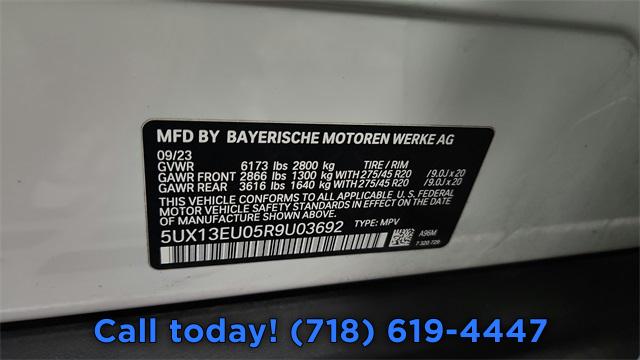 MFD BY BAYERISCHE MOTOREN WERKE AG
09/23
GVWR 6173 lbs 2800 kg TIRE / RIM
GAWR FRONT 2866 lbs 1300 kg WITH 275/45 R20 /9.0J x 20
GAWR REAR 3616 lbs 1640 kg WITH 275/45 R20 /9.0J x 20
THIS VEHICLE CONFORMS TO ALL APPLICABLE U.S. FEDERAL
MOTOR VEHICLE SAFETY STANDARDS IN EFFECT ON THE DATE OF
MANUFACTURE SHOWN ABOVE.
5UX13EU05R9U03692 TYPE: MPV
A96M
7 320 729
Call today! (718) 619-4447